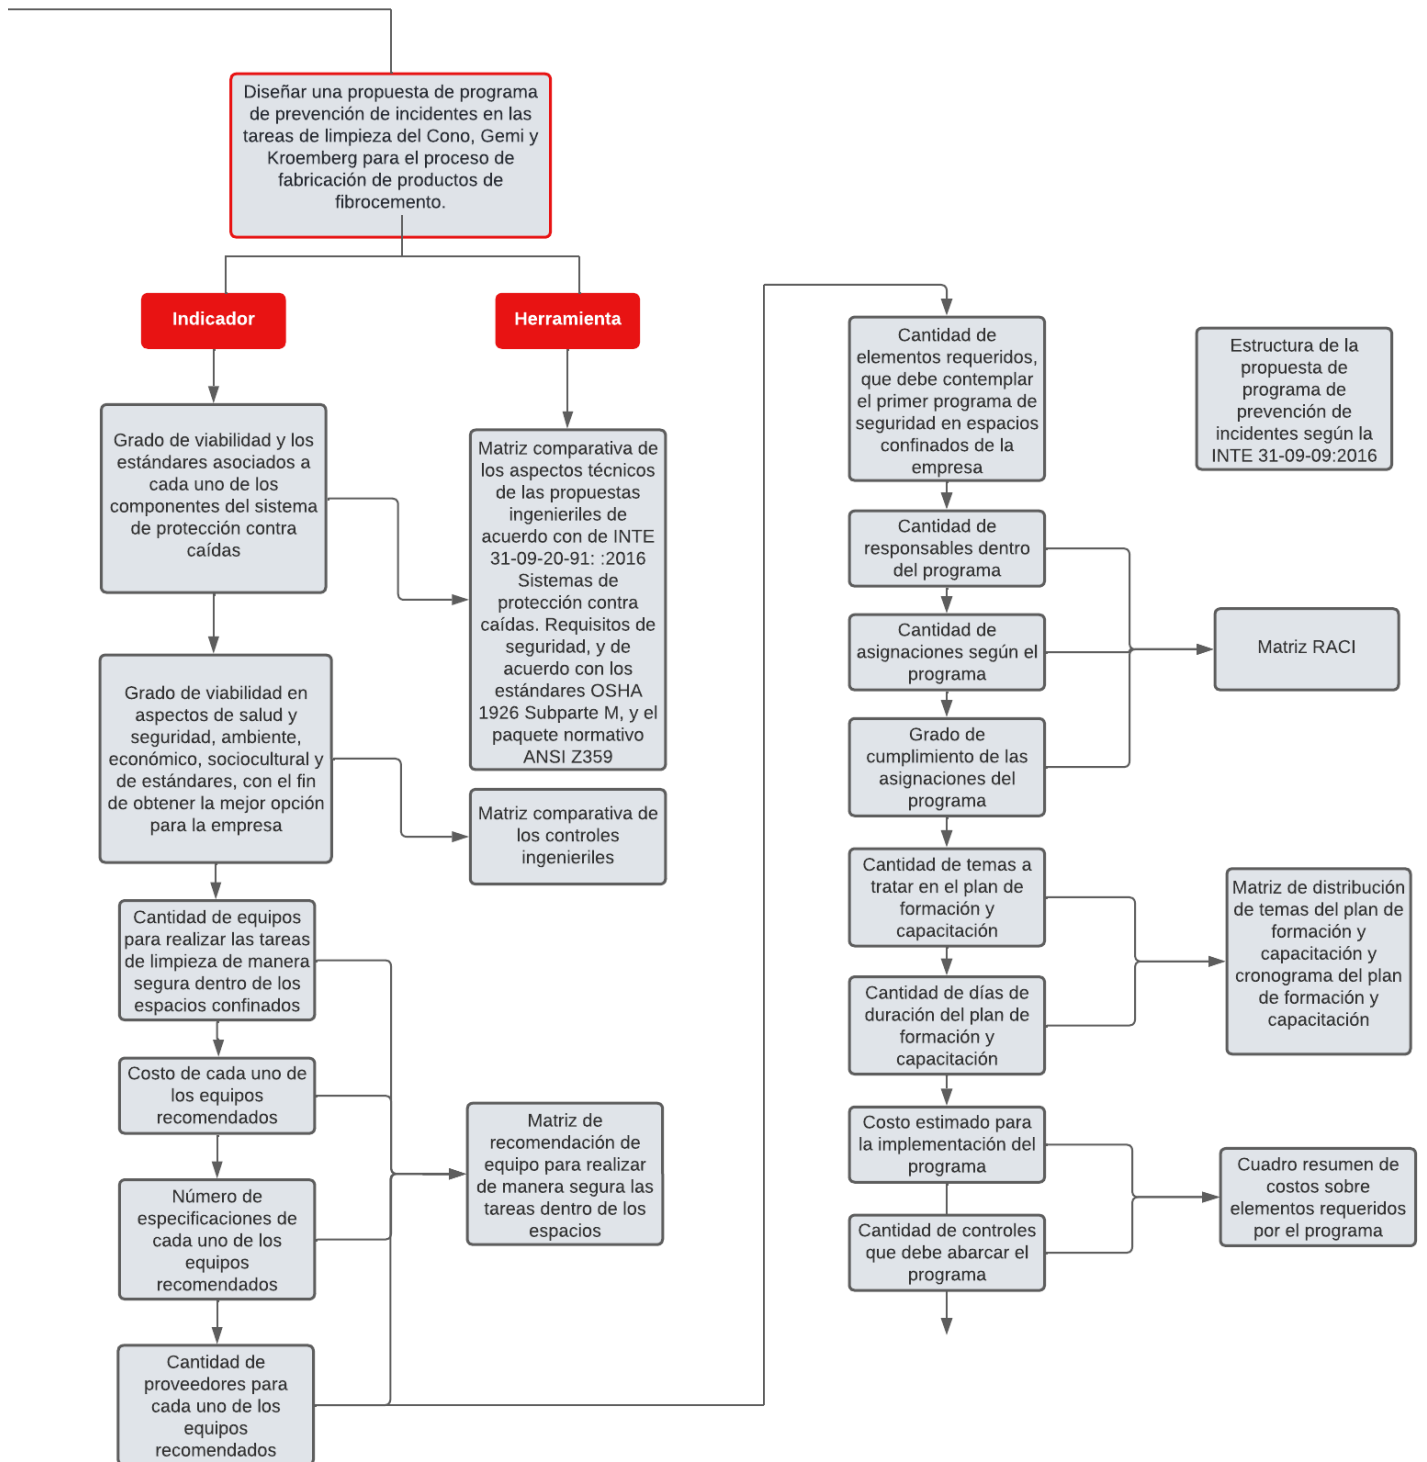 Diseñar una propuesta de programa
de prevención de incidentes en las
tareas de limpieza del Cono, Gemi y
Kroemberg para el proceso de
fabricación de productos de
fibrocemento.
Indicador
Herramienta
Grado de viabilidad y los
estándares asociados a
cada uno de los
componentes del sistema
de protección contra
caídas
Matriz comparativa de
los aspectos técnicos
de las propuestas
ingenieriles de
acuerdo con de INTE
31-09-20-91: :2016
Sistemas de
protección contra
caídas. Requisitos de
seguridad, y de
acuerdo con los
estándares OSHA
1926 Subparte M, y el
paquete normativo
ANSI Z359
Grado de viabilidad en
aspectos de salud y
seguridad, ambiente,
económico, sociocultural y
de estándares, con el fin
de obtener la mejor opción
para la empresa
Matriz comparativa de
los controles
ingenieriles
Cantidad de equipos
para realizar las tareas
de limpieza de manera
segura dentro de los
espacios confinados
Costo de cada uno de
los equipos
recomendados
Número de
especificaciones de
cada uno de los
equipos
recomendados
Cantidad de
proveedores para
cada uno de los
equipos
recomendados
Matriz de
recomendación de
equipo para realizar
de manera segura las
tareas dentro de los
espacios
Cantidad de
elementos requeridos,
que debe contemplar
el primer programa de
seguridad en espacios
confinados de la
empresa
Estructura de la
propuesta de
programa de
prevención de
incidentes según la
INTE 31-09-09:2016
Cantidad de
responsables dentro
del programa
Cantidad de
asignaciones según el
programa
Grado de
cumplimiento de las
asignaciones del
programa
Matriz RACI
Cantidad de temas a
tratar en el plan de
formación y
capacitación
Cantidad de días de
duración del plan de
formación y
capacitación
Matriz de distribución
de temas del plan de
formación y
capacitación y
cronograma del plan
de formación y
capacitación
Costo estimado para
la implementación del
programa
Cantidad de controles
que debe abarcar el
programa
Cuadro resumen de
costos sobre
elementos requeridos
por el programa